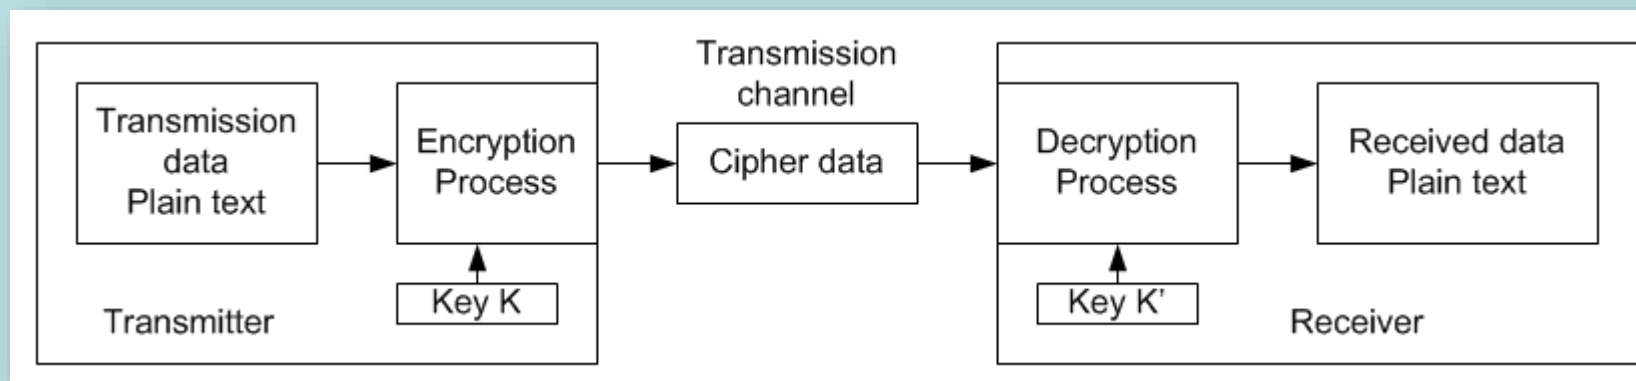 Transmission
data
Plain text
Encryption
Process
Key K
Transmitter
Transmission
channel
Cipher data
Decryption
Process
Key K’
Received data
Plain text
Receiver